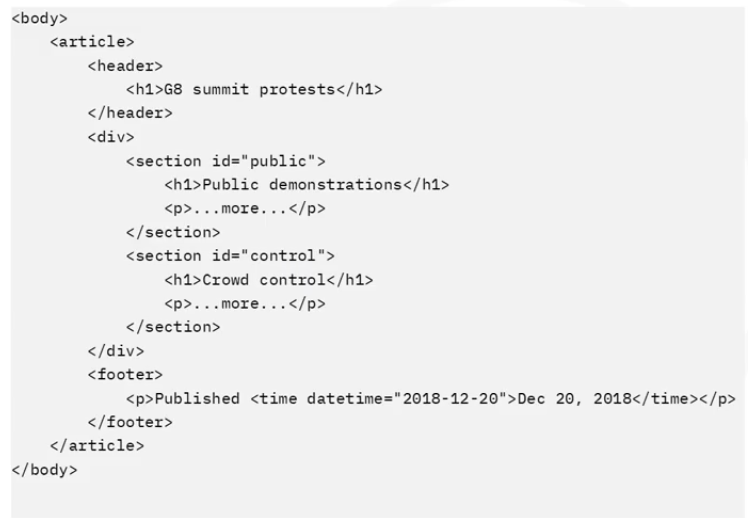 <body>
    <article>
        <header>
            <h1>G8 summit protests</h1>
        </header>
        <div>
            <section id="public">
                <h1>Public demonstrations</h1>
                <p>...more...</p>
            </section>
            <section id="control">
                <h1>Crowd control</h1>
                <p>...more...</p>
            </section>
        </div>
        <footer>
            <p>Published <time datetime="2018-12-20">Dec 20, 2018</time></p>
        </footer>
    </article>
</body>